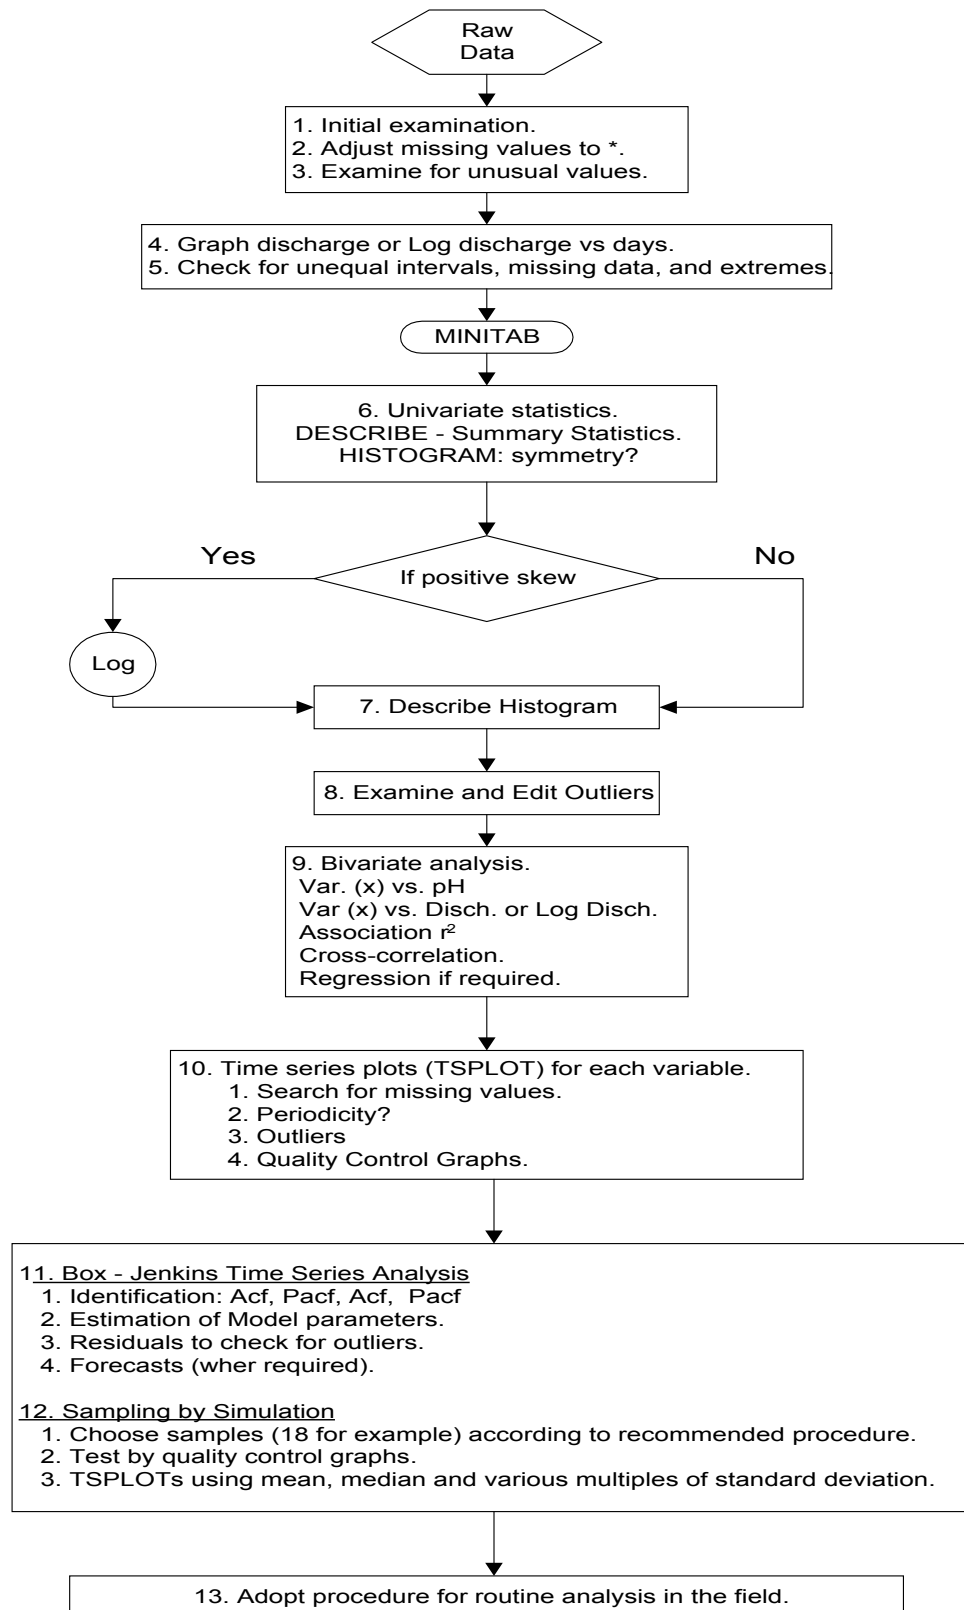 Raw
Data
1. Initial examination.
2. Adjust missing values to *.
3. Examine for unusual values.
4. Graph discharge or Log discharge vs days.
5. Check for unequal intervals, missing data, and extremes.
MINITAB
6. Univariate statistics.
DESCRIBE - Summary Statistics.
HISTOGRAM: symmetry?
Yes
No
If positive skew
Log
7. Describe Histogram
8. Examine and Edit Outliers
9. Bivariate analysis.
Var. (x) vs. pH
Var (x) vs. Disch. or Log Disch.
Association r²
Cross-correlation.
Regression if required.
10. Time series plots (TSPLOT) for each variable.
1. Search for missing values.
2. Periodicity?
3. Outliers
4. Quality Control Graphs.
11. Box - Jenkins Time Series Analysis
1. Identification: Acf, Pacf, Acf, Pacf
2. Estimation of Model parameters.
3. Residuals to check for outliers.
4. Forecasts (wher required).
12. Sampling by Simulation
1. Choose samples (18 for example) according to recommended procedure.
2. Test by quality control graphs.
3. TSPLOTs using mean, median and various multiples of standard deviation.
13. Adopt procedure for routine analysis in the field.